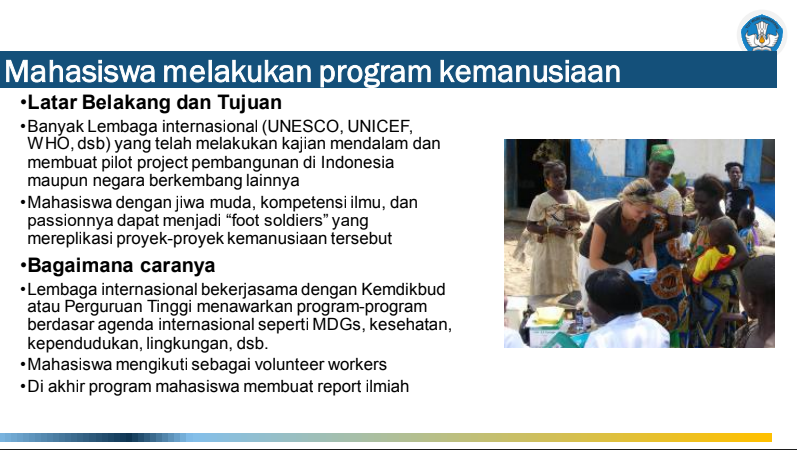 Mahasiswa melakukan program kemanusiaan
•Latar Belakang dan Tujuan
•Banyak Lembaga internasional (UNESCO, UNICEF,
WHO, dsb) yang telah melakukan kajian mendalam dan
membuat pilot project pembangunan di Indonesia
maupun negara berkembang lainnya
•Mahasiswa dengan jiwa muda, kompetensi ilmu, dan
passionnya dapat menjadi “foot soldiers” yang
mereplikasi proyek-proyek kemanusiaan tersebut
•Bagaimana caranya
•Lembaga internasional bekerjasama dengan Kemdikbud
atau Perguruan Tinggi menawarkan program-program
berdasar agenda internasional seperti MDGs, kesehatan,
kependudukan, lingkungan, dsb.
•Mahasiswa mengikuti sebagai volunteer workers
•Di akhir program mahasiswa membuat report ilmiah